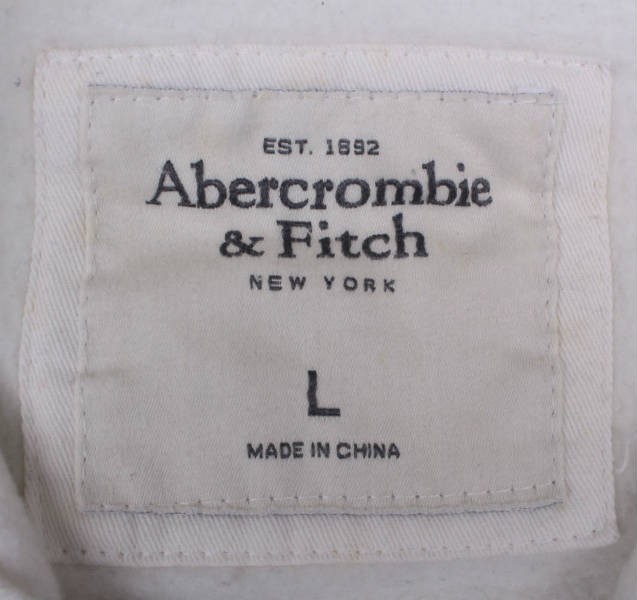 EST. 1892
Abercrombie
& Fitch
NEW YORK
L
MADE IN CHINA